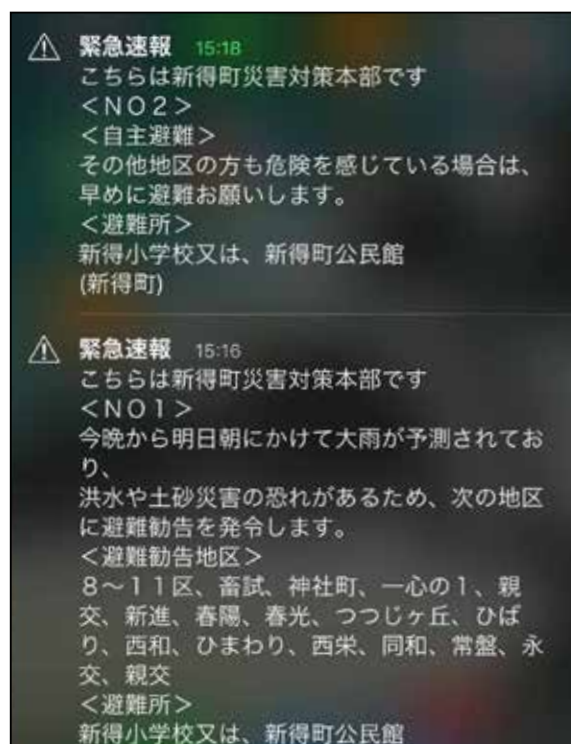 緊急速報 15:18
こちらは新得町災害対策本部です
＜ＮＯ２＞
＜自主避難＞
その他地区の方も危険を感じている場合は、
早めに避難お願いします。
＜避難所＞
新得小学校又は、新得町公民館
(新得町)
緊急速報 15:16
こちらは新得町災害対策本部です
＜ＮＯ１＞
今晩から明日朝にかけて大雨が予測されてお
り、
洪水や土砂災害の恐れがあるため、次の地区
に避難勧告を発令します。
＜避難勧告地区＞
８〜１１区、畜試、神社町、一心の１、親
交、新進、春陽、春光、つつじヶ丘、ひば
り、西和、ひまわり、西栄、同和、常盤、永
交、親交
＜避難所＞
新得小学校又は、新得町公民館